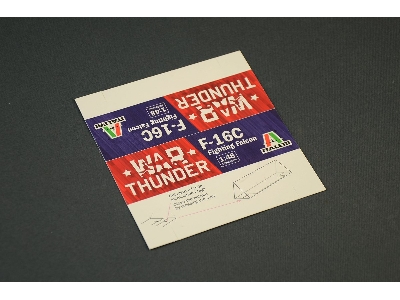 WAR
THUNDER
F-16C
Fighting Falcon
1:48
ITALERI
WAR
THUNDER
F-16C
Fighting Falcon
1:48
ITALERI